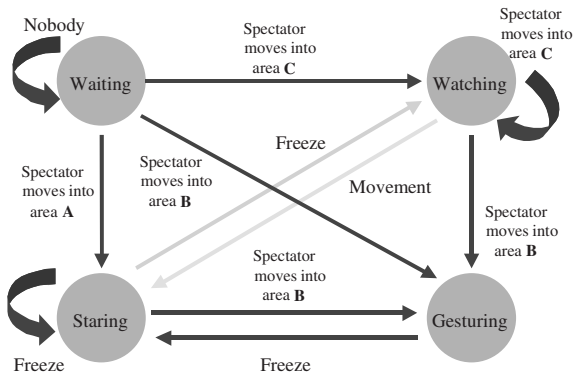 Nobody
Spectator
moves into
area C
Spectator
moves into
area C
Waiting
Watching
Spectator
moves into
area A
Spectator
moves into
area B
Freeze
Movement
Spectator
moves into
area B
Spectator
moves into
area B
Staring
Gesturing
Freeze
Freeze